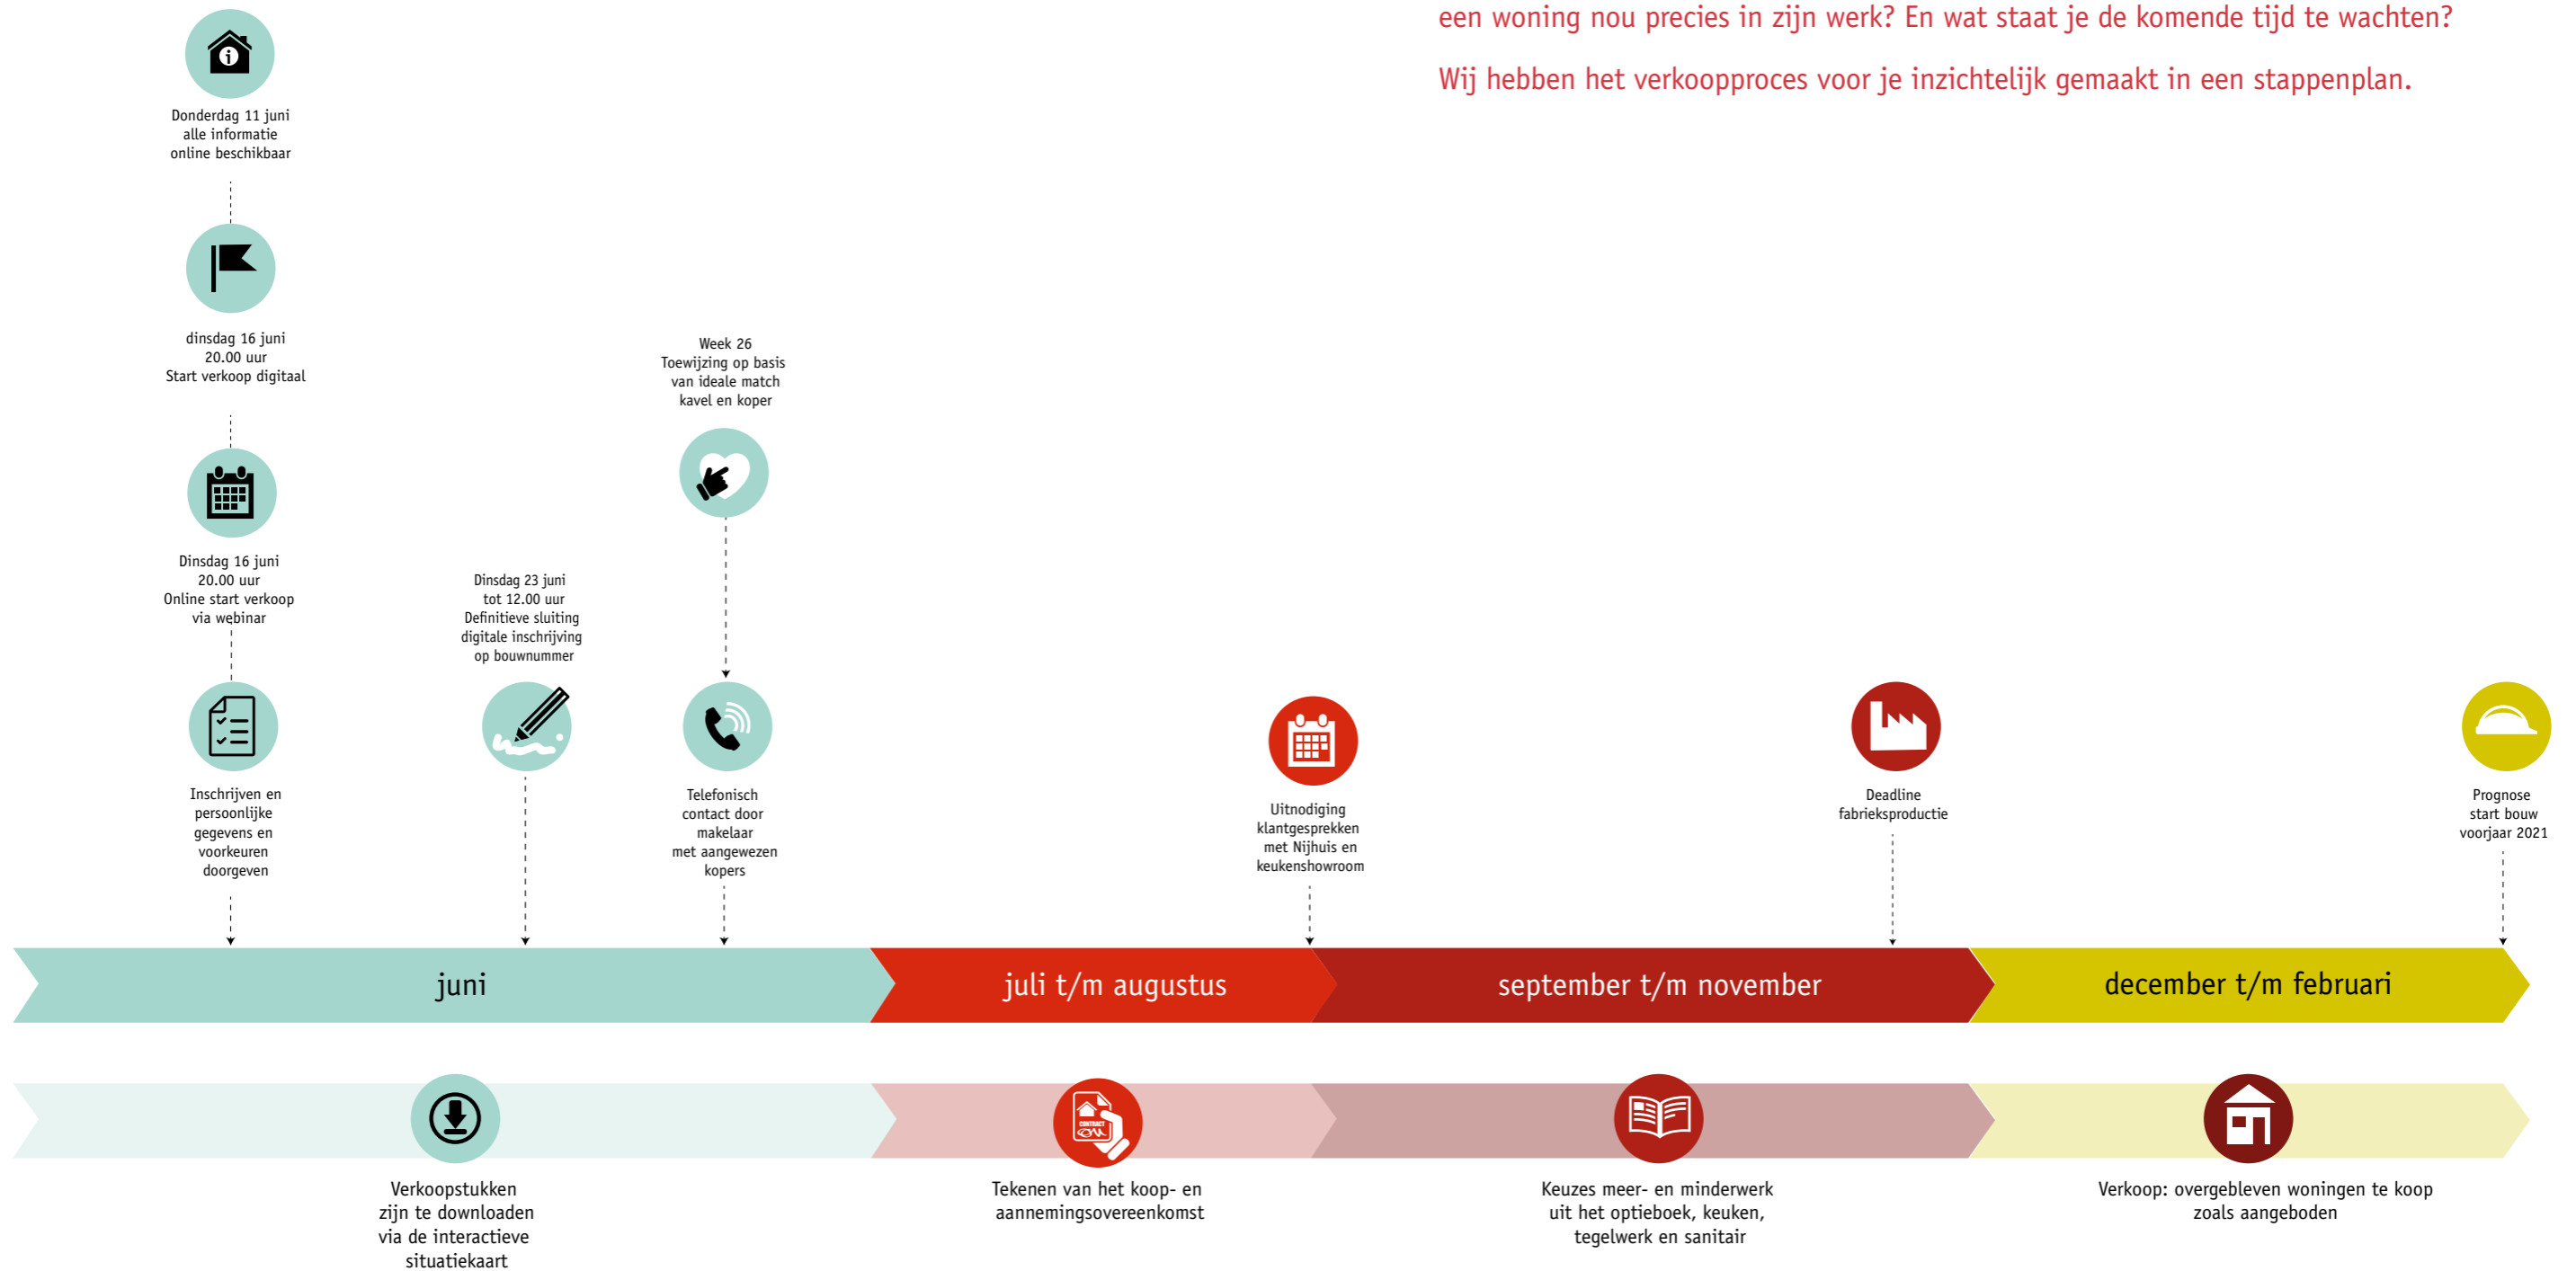 een woning nou precies in zijn werk? En wat staat je de komende tijd te wachten?
Wij hebben het verkoopproces voor je inzichtelijk gemaakt in een stappenplan.
Donderdag 11 juni
alle informatie
online beschikbaar
dinsdag 16 juni
20.00 uur
Start verkoop digitaal
Dinsdag 16 juni
20.00 uur
Online start verkoop
via webinar
Inschrijven en
persoonlijke
gegevens en
voorkeuren
doorgeven
Dinsdag 23 juni
tot 12.00 uur
Definitieve sluiting
digitale inschrijving
op bouwnummer
Week 26
Toewijzing op basis
van ideale match
kavel en koper
Telefonisch
contact door
makelaar
met aangewezen
kopers
Uitnodiging
klantgesprekken
met Nijhuis en
keukenshowroom
Deadline
fabrieksproductie
Prognose
start bouw
voorjaar 2021
juni
juli t/m augustus
september t/m november
december t/m februari
Verkoopstukken
zijn te downloaden
via de interactieve
situatiekaart
CONTRACT
Tekenen van het koop- en
aannemingsovereenkomst
Keuzes meer- en minderwerk
uit het optieboek, keuken,
tegelwerk en sanitair
Verkoop: overgebleven woningen te koop
zoals aangeboden